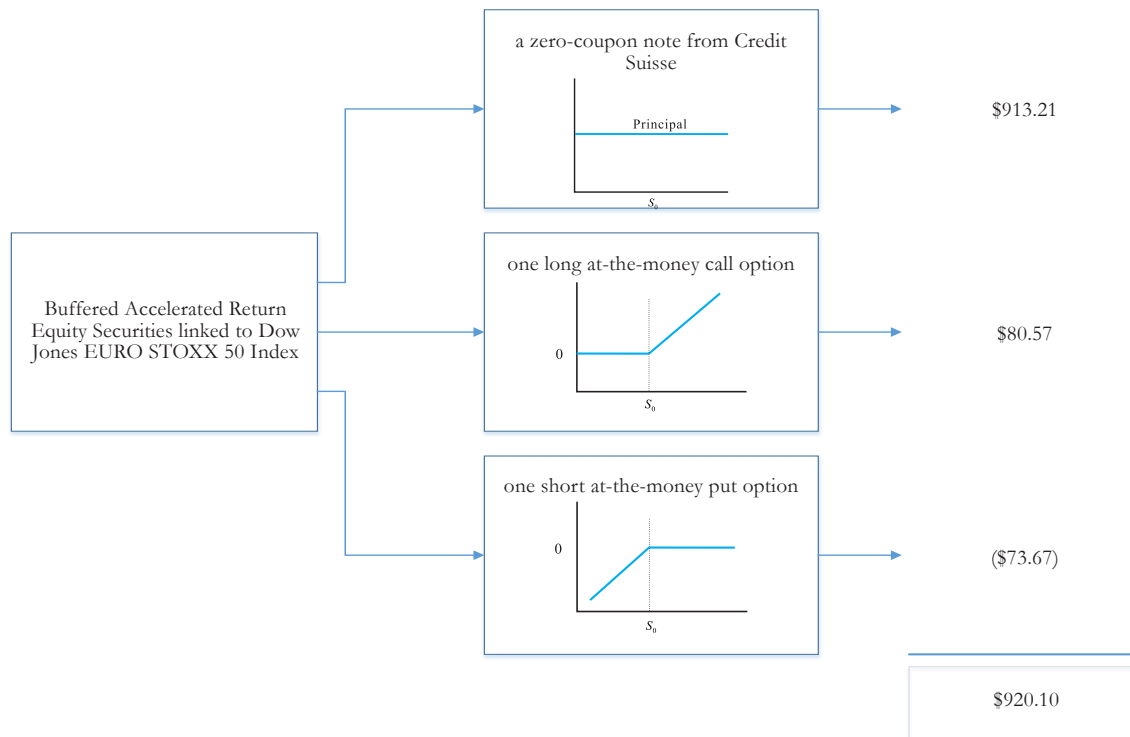 a zero-coupon note from Credit
Suisse
Principal
S₀
$913.21
Buffered Accelerated Return
Equity Securities linked to Dow
Jones EURO STOXX 50 Index
one long at-the-money call option
0
S₀
$80.57
one short at-the-money put option
0
S₀
($73.67)
$920.10